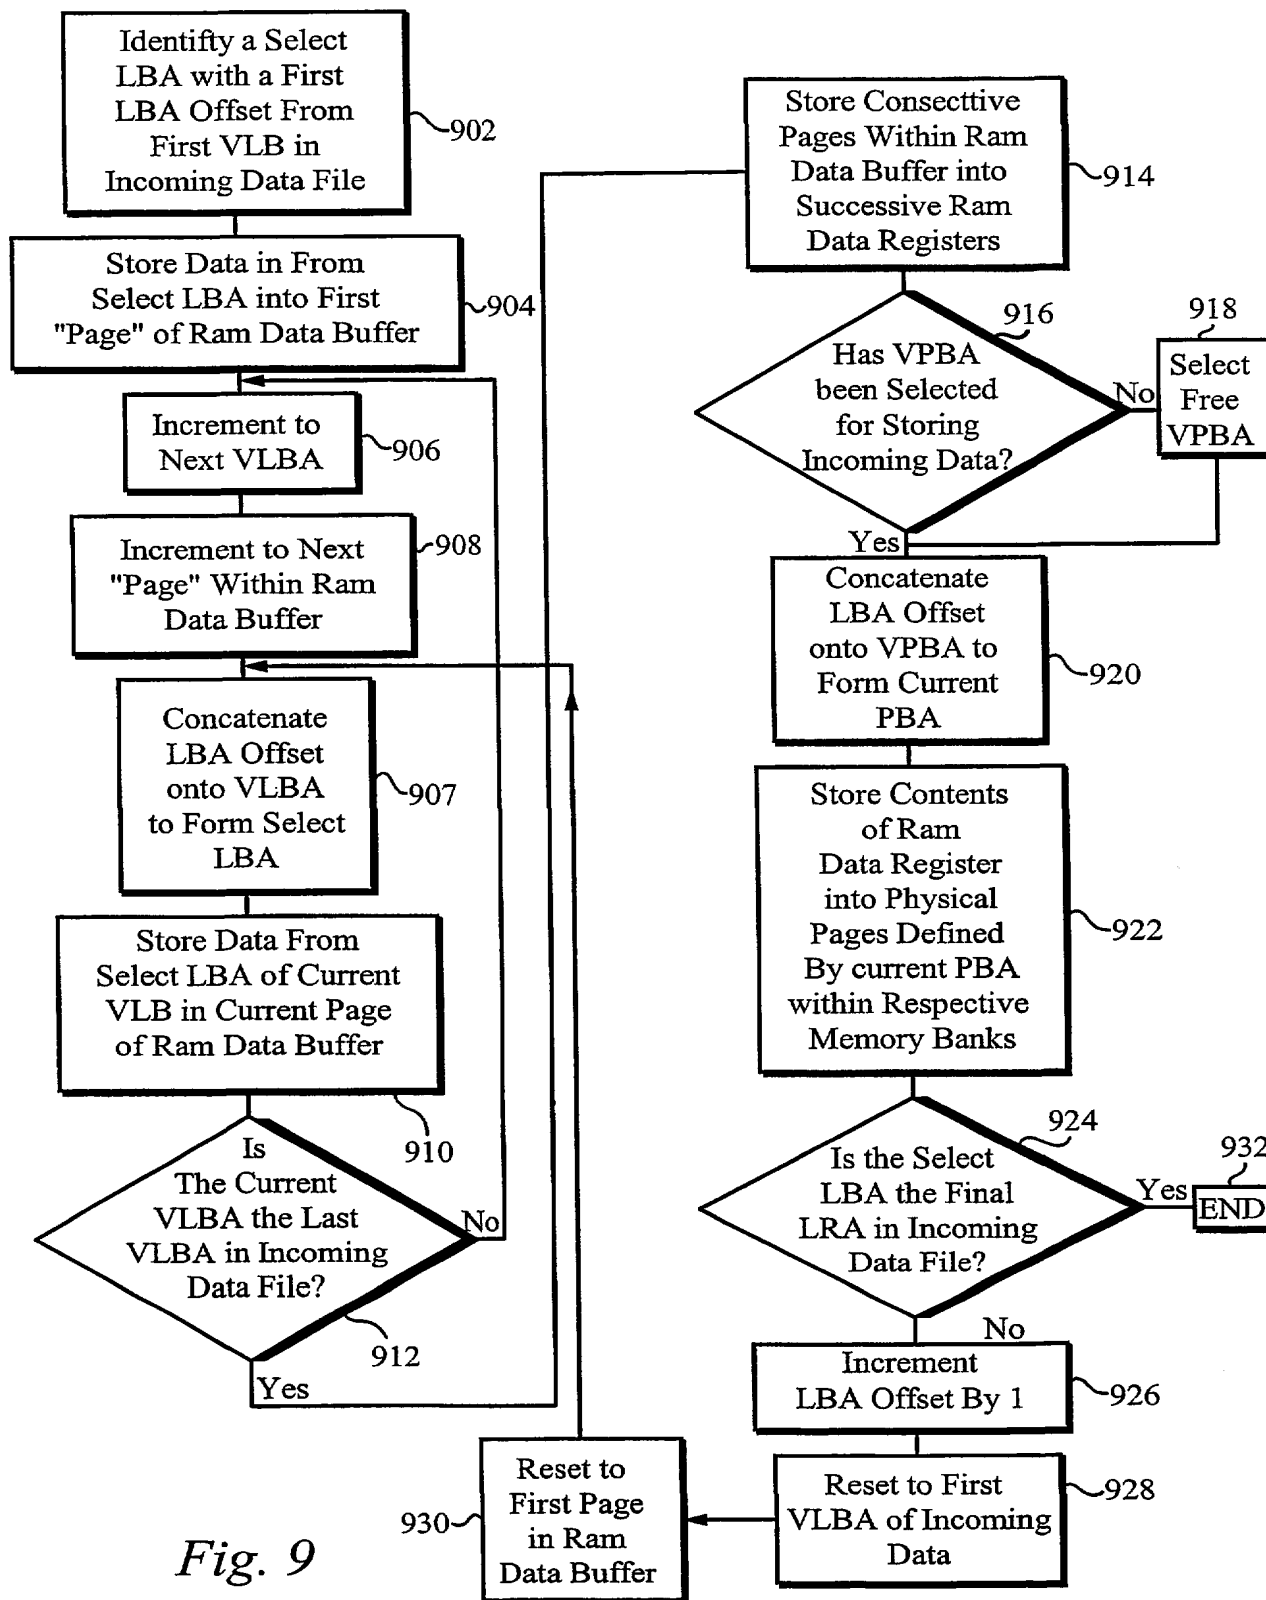 Identifty a Select
LBA with a First
LBA Offset From
First VLB in
Incoming Data File
902
Store Data in From
Select LBA into First
"Page" of Ram Data Buffer
904
Increment to
Next VLBA
906
Increment to Next
"Page" Within Ram
Data Buffer
908
Concatenate
LBA Offset
onto VLBA
to Form Select
LBA
907
Store Data From
Select LBA of Current
VLB in Current Page
of Ram Data Buffer
910
Is
The Current
VLBA the Last
VLBA in Incoming
Data File?
No
912
Yes
Store Consecttive
Pages Within Ram
Data Buffer into
Successive Ram
Data Registers
914
Has VPBA
been Selected
for Storing
Incoming Data?
916
No
918
Select
Free
VPBA
Yes
Concatenate
LBA Offset
onto VPBA to
Form Current
PBA
920
Store Contents
of Ram
Data Register
into Physical
Pages Defined
By current PBA
within Respective
Memory Banks
922
Is the Select
LBA the Final
LRA in Incoming
Data File?
924
Yes
932
END
No
Increment
LBA Offset By 1
926
Reset to First
VLBA of Incoming
Data
928
Reset to
First Page
in Ram
Data Buffer
930
Fig. 9